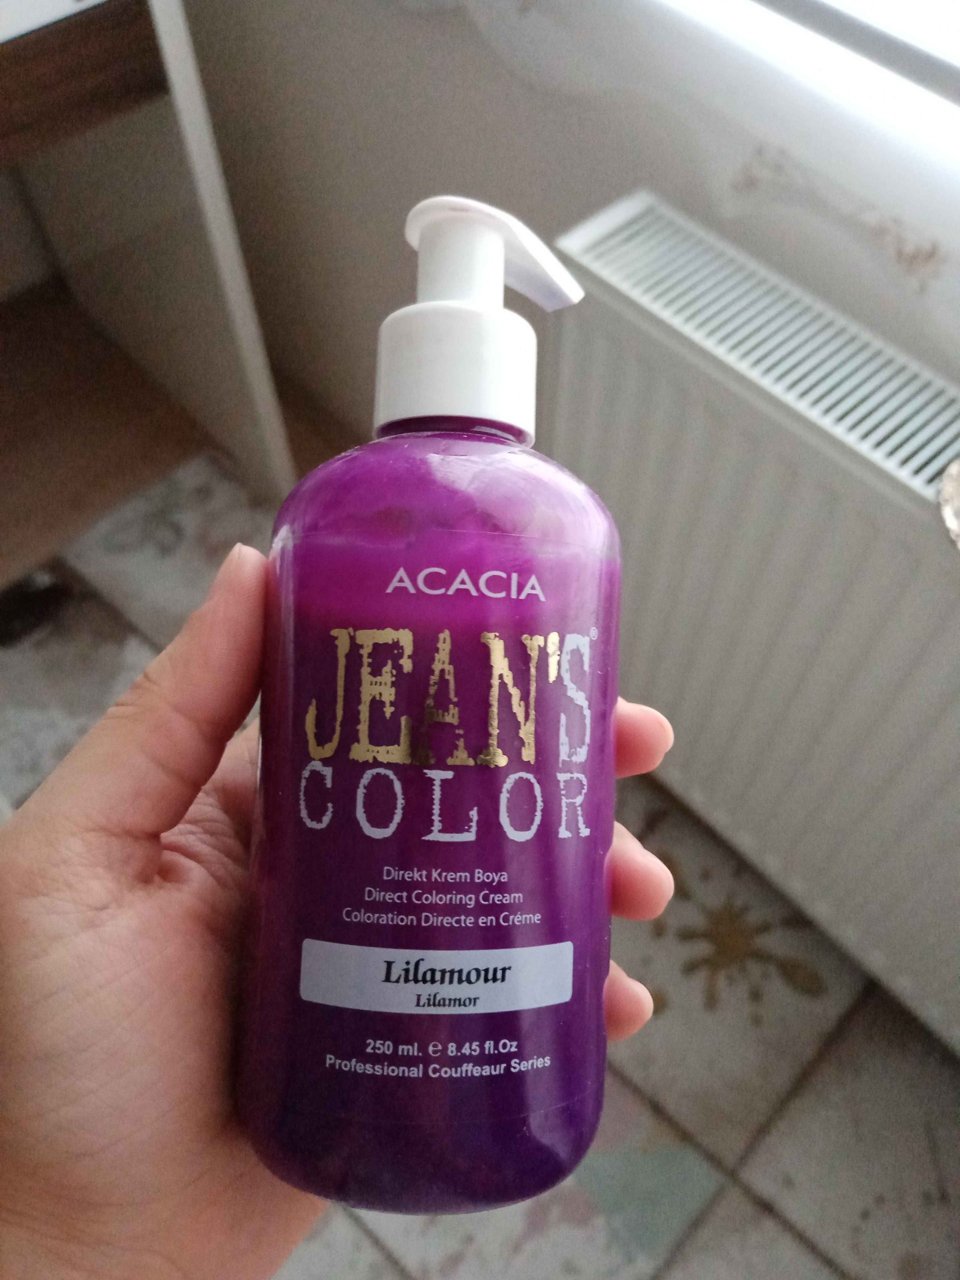 ACACIA
JEAN'S®
COLOR
Direkt Krem Boya
Direct Coloring Cream
Coloration Directe en Créme
Lilamour
Lilamor
250 ml. ℮ 8.45 fl.Oz
Professional Couffeaur Series